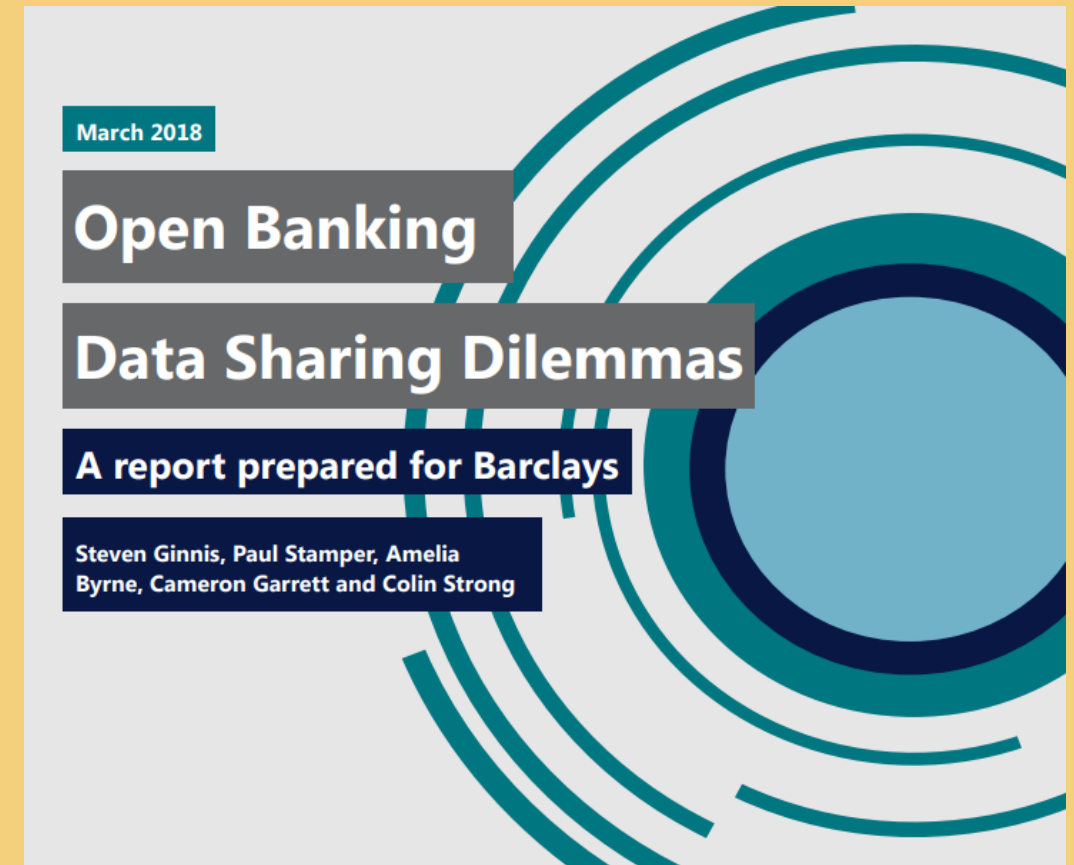 March 2018
Open Banking
Data Sharing Dilemmas
A report prepared for Barclays
Steven Ginnis, Paul Stamper, Amelia
Byrne, Cameron Garrett and Colin Strong